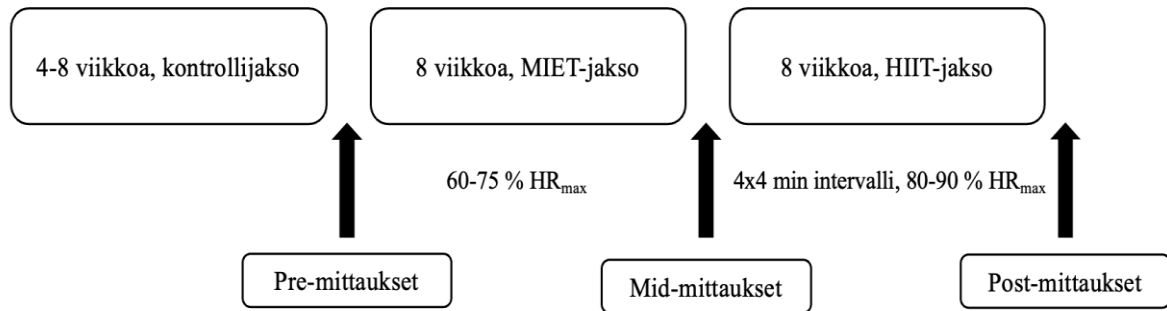 4-8 viikkoa, kontrollijakso
8 viikkoa, MIET-jakso
8 viikkoa, HIIT-jakso
60-75 % HRmax
4x4 min intervalli, 80-90 % HRmax
Pre-mittaukset
Mid-mittaukset
Post-mittaukset